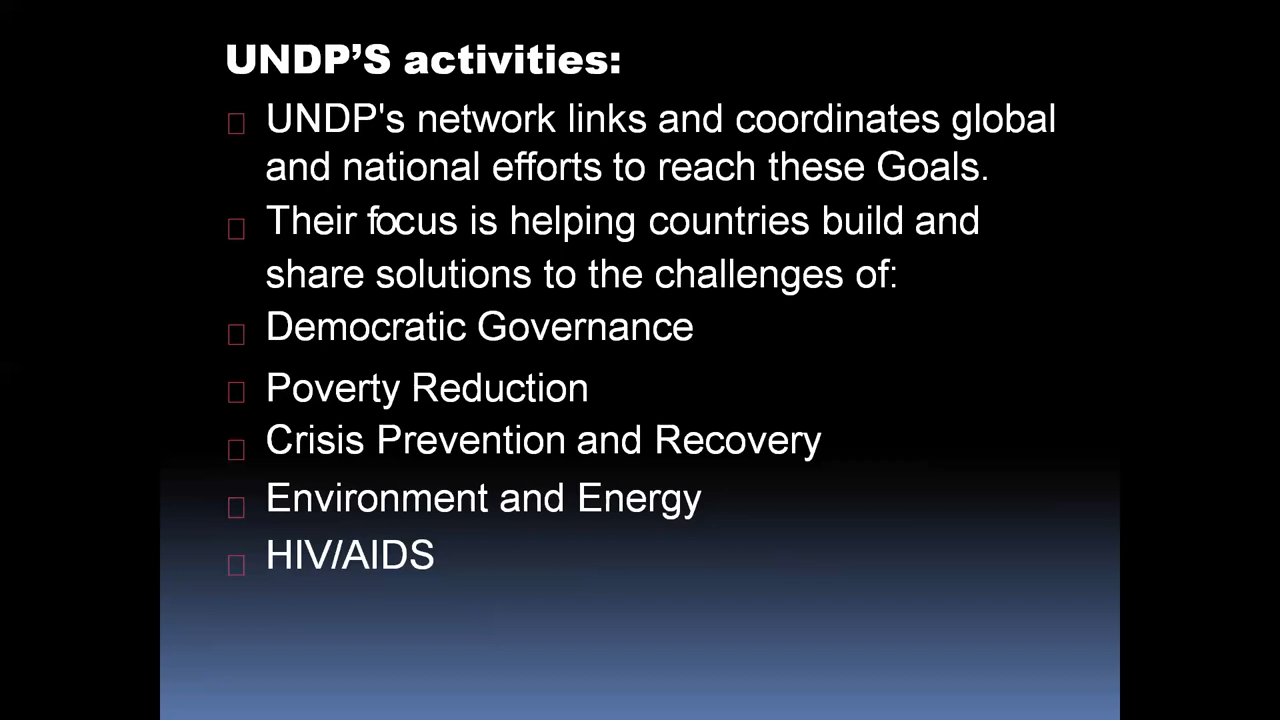 UNDP’S activities:
UNDP's network links and coordinates global
and national efforts to reach these Goals.
Their focus is helping countries build and
share solutions to the challenges of:
Democratic Governance
Poverty Reduction
Crisis Prevention and Recovery
Environment and Energy
HIV/AIDS